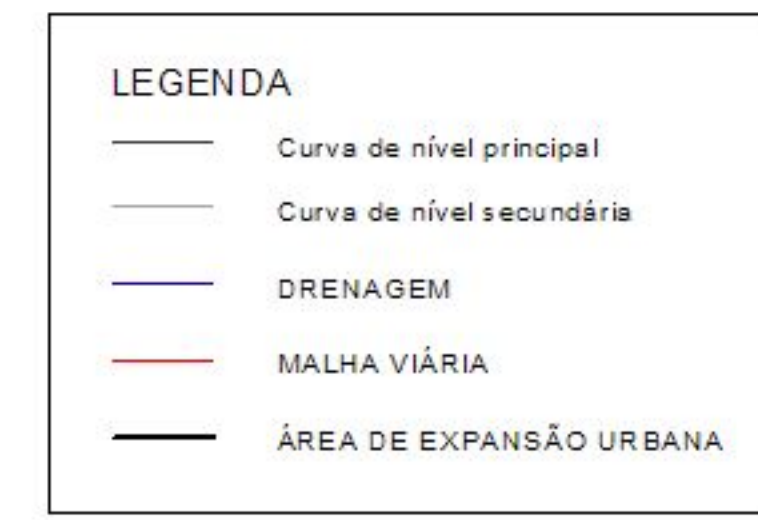 LEGENDA
Curva de nível principal
Curva de nível secundária
DRENAGEM
MALHA VIÁRIA
ÁREA DE EXPANSÃO URBANA